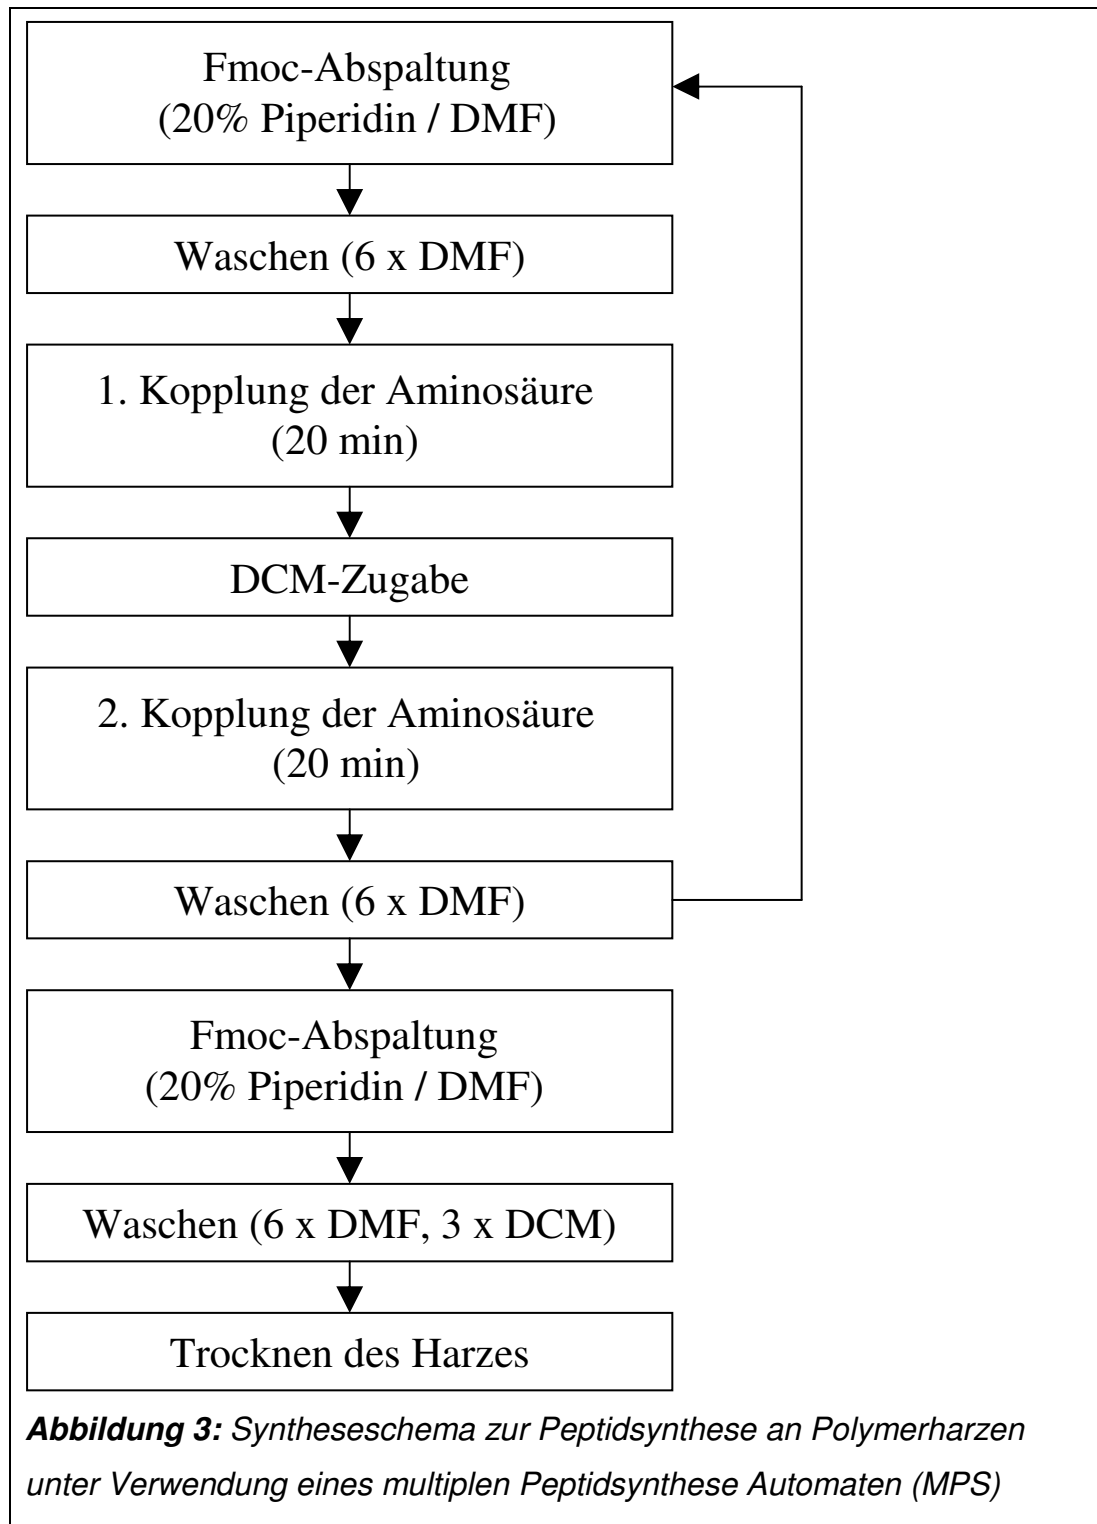 Fmoc-Abspaltung
(20% Piperidin / DMF)
Waschen (6 x DMF)
1. Kopplung der Aminosäure
(20 min)
DCM-Zugabe
2. Kopplung der Aminosäure
(20 min)
Waschen (6 x DMF)
Fmoc-Abspaltung
(20% Piperidin / DMF)
Waschen (6 x DMF, 3 x DCM)
Trocknen des Harzes
Abbildung 3: Syntheseschema zur Peptidsynthese an Polymerharzen
unter Verwendung eines multiplen Peptidsynthese Automaten (MPS)